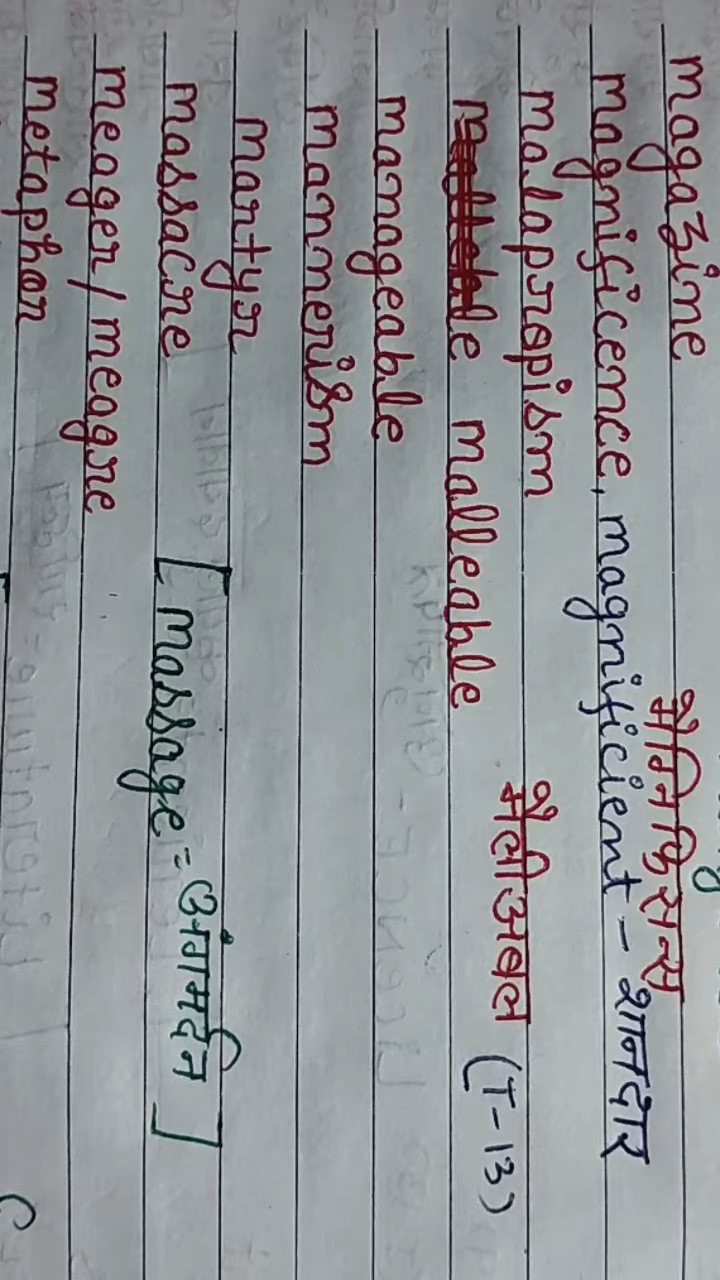 magazine
मैगनिफिसन्स
magnificence, magnificient - शानदार
malapropism
मैलीअबल
malleable (T-13)
manageable
mannerism
martyr
massacre [massage = अंगमर्दन]
meager/meagre
metaphor